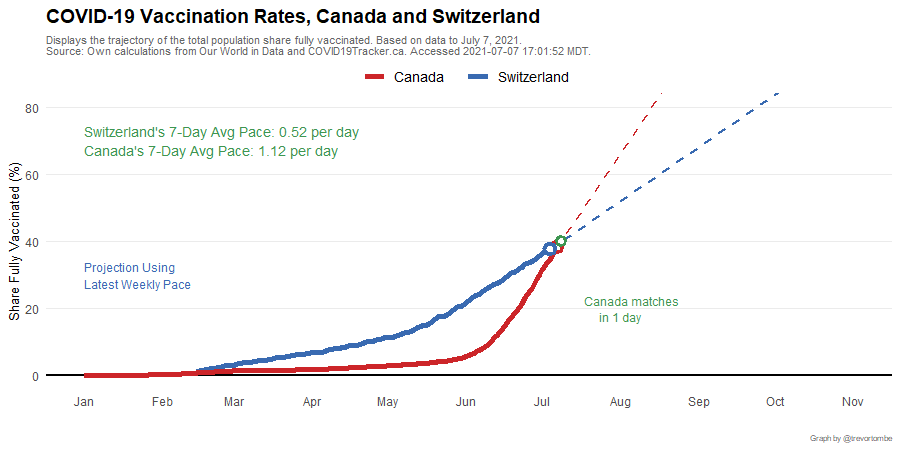 COVID-19 Vaccination Rates, Canada and Switzerland
Displays the trajectory of the total population share fully vaccinated. Based on data to July 7, 2021.
Source: Own calculations from Our World in Data and COVID19Tracker.ca. Accessed 2021-07-07 17:01:52 MDT.
Canada Switzerland
Share Fully Vaccinated (%)
80
60
40
20
0
Switzerland's 7-Day Avg Pace: 0.52 per day
Canada's 7-Day Avg Pace: 1.12 per day
Projection Using
Latest Weekly Pace
Canada matches
in 1 day
Jan Feb Mar Apr May Jun Jul Aug Sep Oct Nov
Graph by @trevortombe